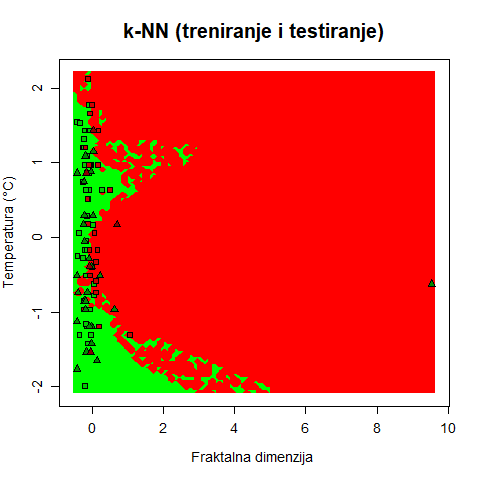 k-NN (treniranje i testiranje)
Temperatura (°C)
2
1
0
-1
-2
0 2 4 6 8 10
Fraktalna dimenzija